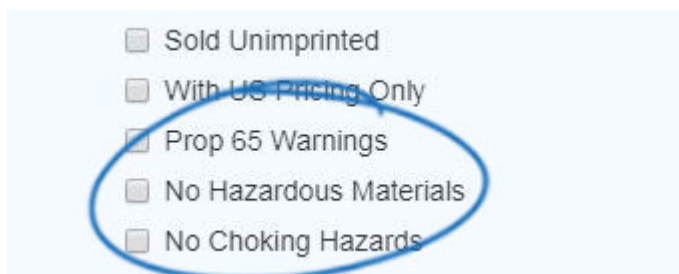 Sold Unimprinted
With US Pricing Only
Prop 65 Warnings
No Hazardous Materials
No Choking Hazards